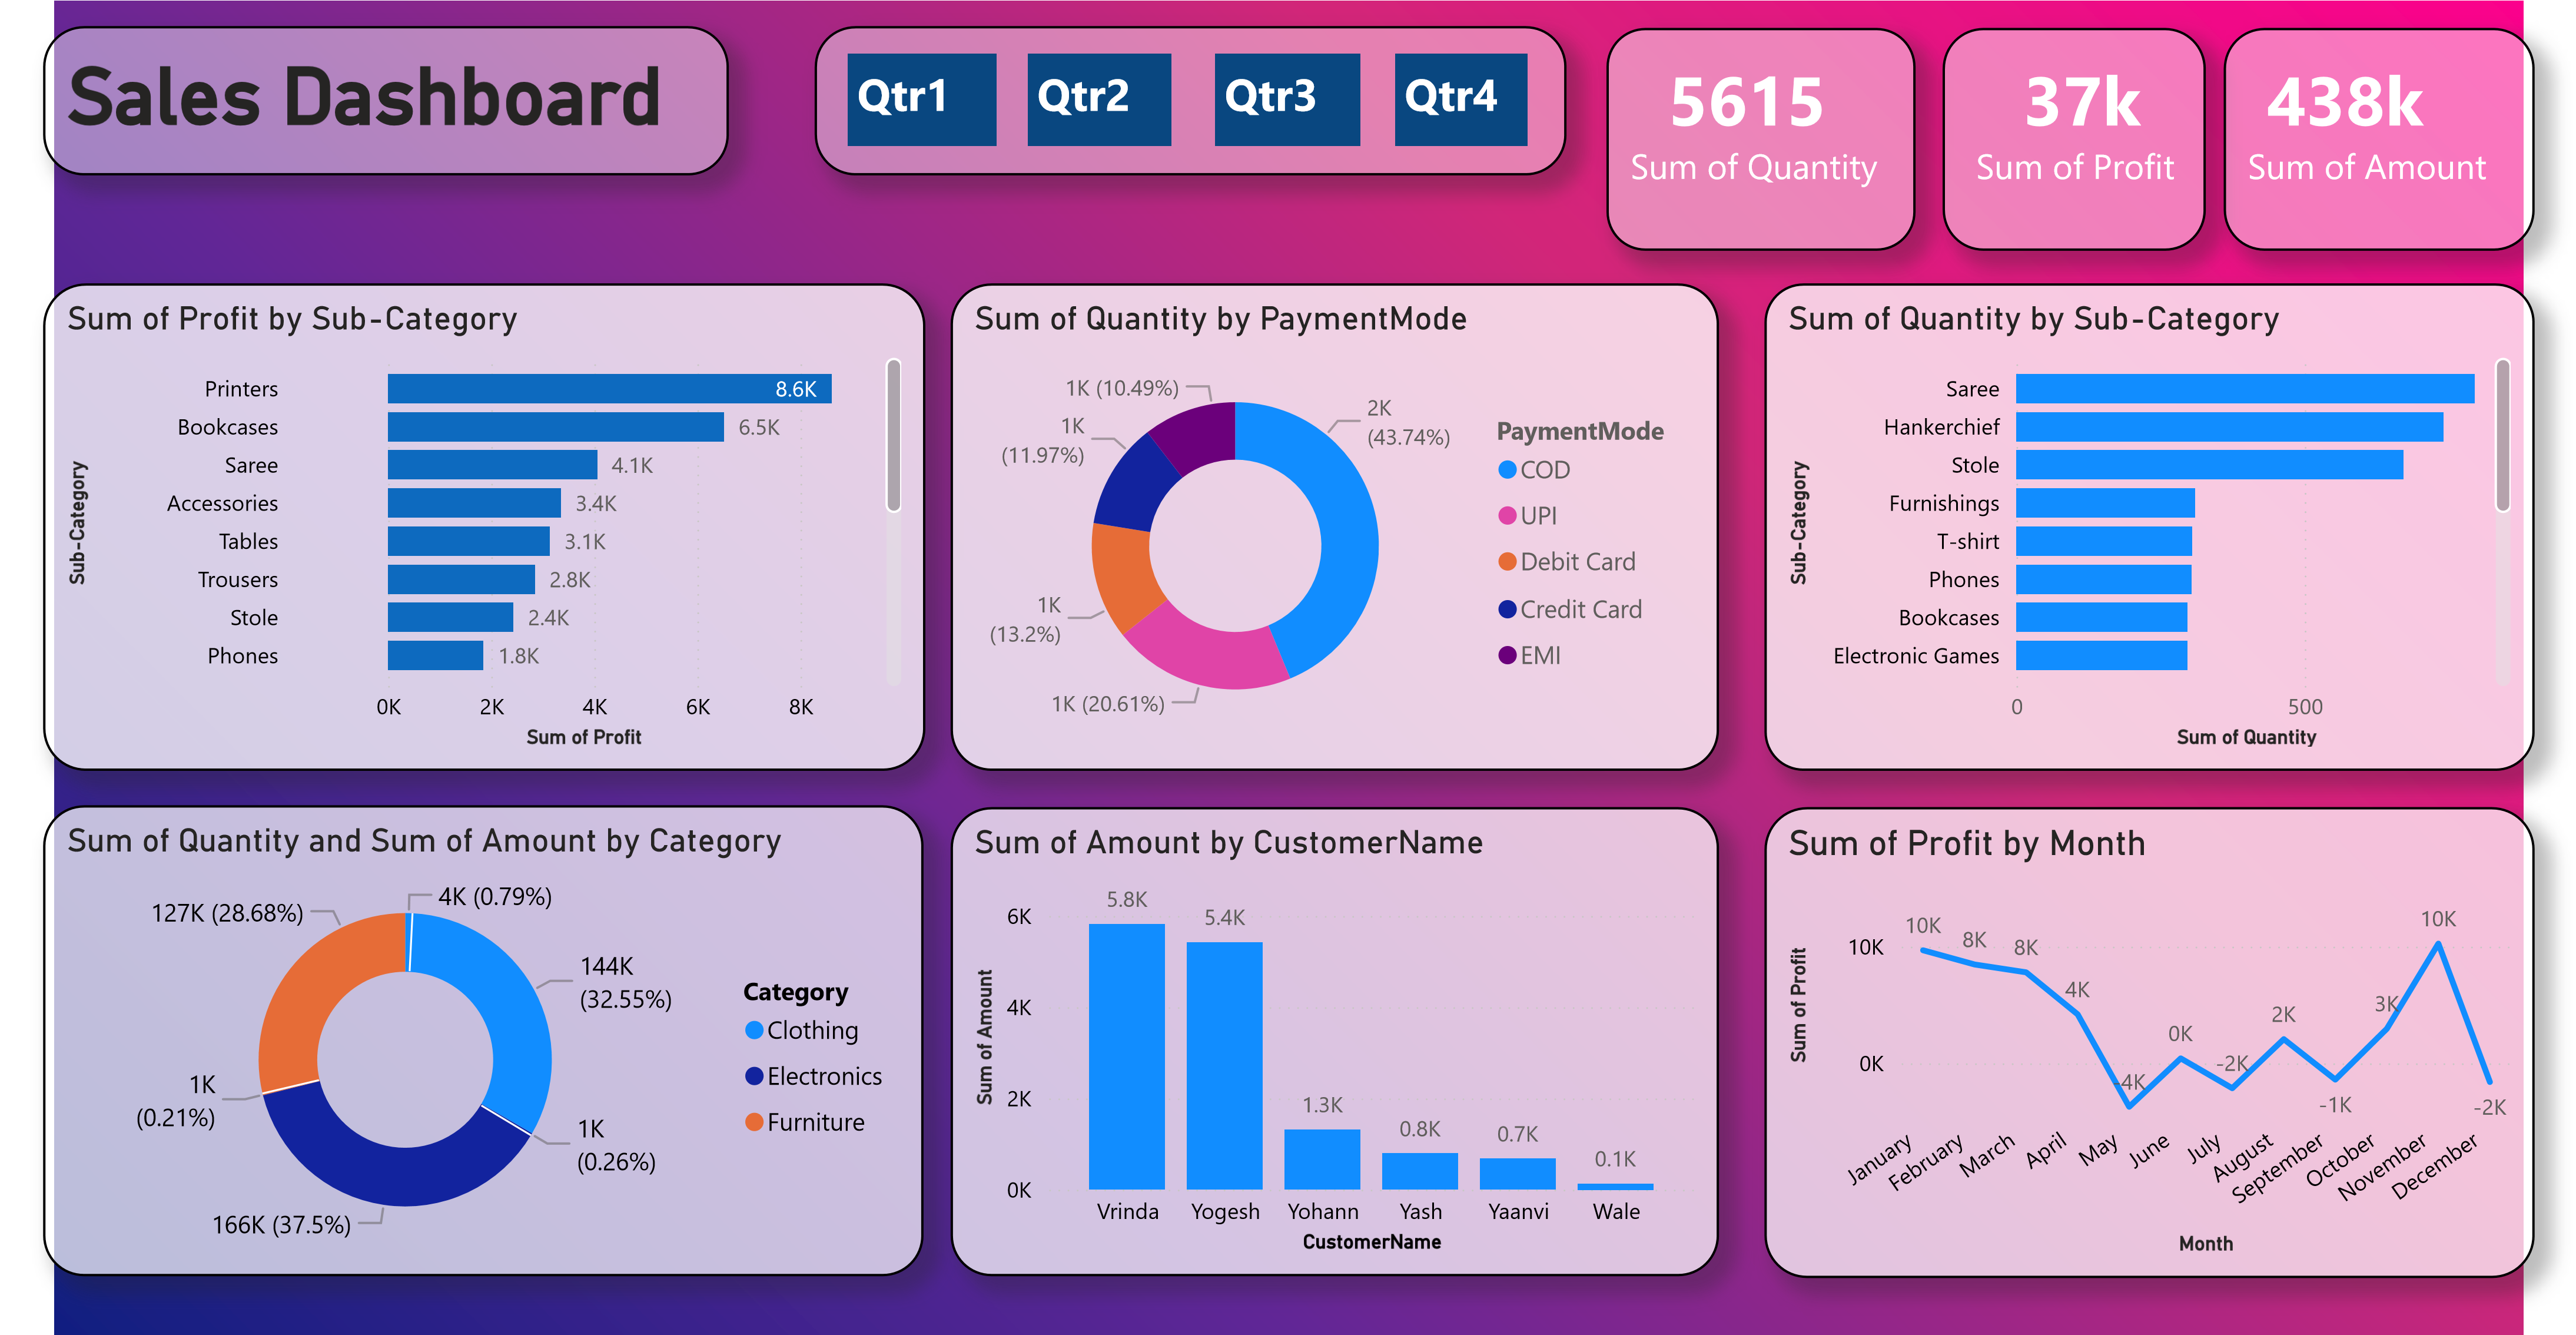 Sales Dashboard
Qtr1
Qtr2
Qtr3
Qtr4
5615
Sum of Quantity
37k
Sum of Profit
438k
Sum of Amount
Sum of Profit by Sub-Category
Sub-Category
Printers
8.6K
Bookcases
6.5K
Saree
4.1K
Accessories
3.4K
Tables
3.1K
Trousers
2.8K
Stole
2.4K
Phones
1.8K
0K
2K
4K
6K
8K
Sum of Profit
Sum of Quantity by PaymentMode
1K (10.49%)
1K
(11.97%)
1K
(13.2%)
1K (20.61%)
2K
(43.74%)
PaymentMode
COD
UPI
Debit Card
Credit Card
EMI
Sum of Quantity by Sub-Category
Sub-Category
Saree
Hankerchief
Stole
Furnishings
T-shirt
Phones
Bookcases
Electronic Games
0
500
Sum of Quantity
Sum of Quantity and Sum of Amount by Category
127K (28.68%)
4K (0.79%)
144K
(32.55%)
1K
(0.21%)
1K
(0.26%)
166K (37.5%)
Category
Clothing
Electronics
Furniture
Sum of Amount by CustomerName
Sum of Amount
6K
4K
2K
0K
5.8K
5.4K
1.3K
0.8K
0.7K
0.1K
Vrinda
Yogesh
Yohann
Yash
Yaanvi
Wale
CustomerName
Sum of Profit by Month
Sum of Profit
10K
0K
10K
8K
8K
4K
-4K
0K
-2K
2K
-1K
3K
10K
-2K
January
February
March
April
May
June
July
August
September
October
November
December
Month